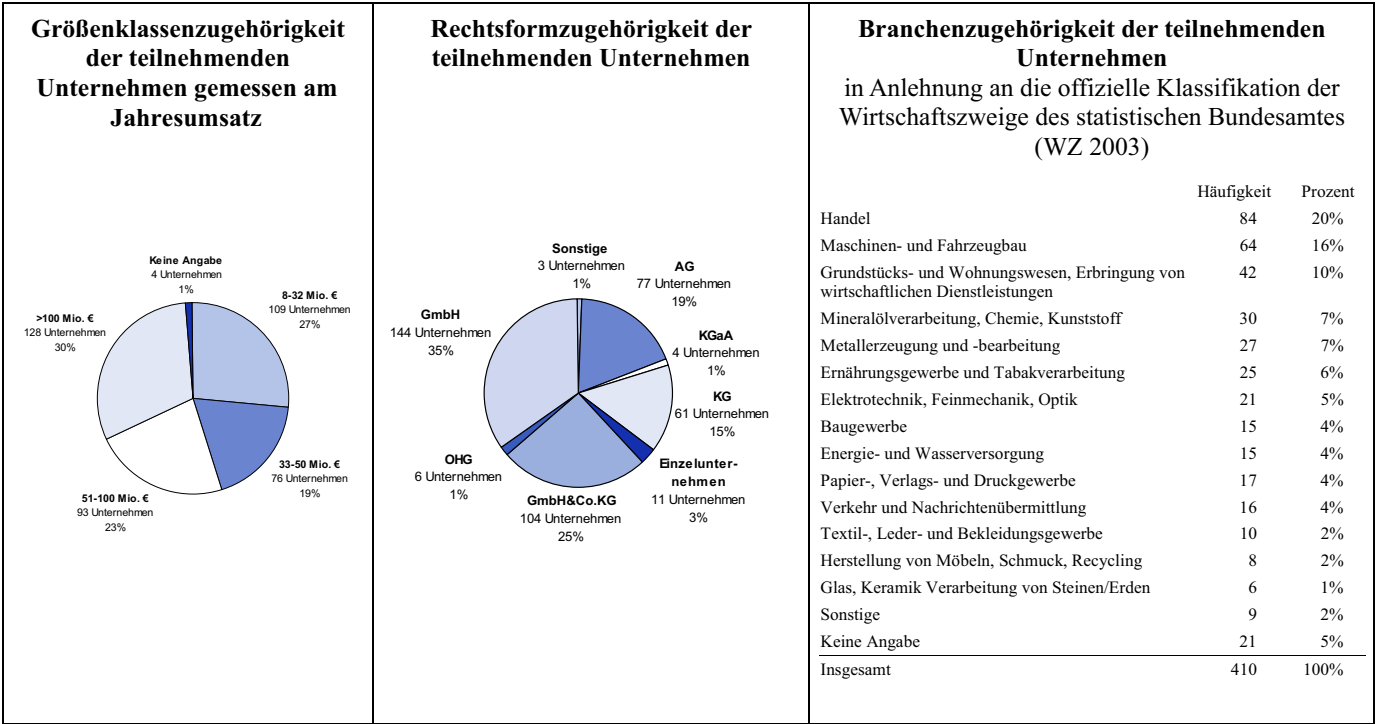 Größenklassenzugehörigkeit
der teilnehmenden
Unternehmen gemessen am
Jahresumsatz
Keine Angabe
4 Unternehmen
1%
8-32 Mio. €
109 Unternehmen
27%
>100 Mio. €
128 Unternehmen
30%
33-50 Mio. €
76 Unternehmen
19%
51-100 Mio. €
93 Unternehmen
23%
Rechtsformzugehörigkeit der
teilnehmenden Unternehmen
Sonstige
3 Unternehmen
1%
AG
77 Unternehmen
19%
GmbH
144 Unternehmen
35%
KGaA
4 Unternehmen
1%
KG
61 Unternehmen
15%
OHG
6 Unternehmen
1%
Einzelunter-
nehmen
11 Unternehmen
3%
GmbH&Co.KG
104 Unternehmen
25%
Branchenzugehörigkeit der teilnehmenden
Unternehmen
in Anlehnung an die offizielle Klassifikation der
Wirtschaftszweige des statistischen Bundesamtes
(WZ 2003)
Häufigkeit Prozent
Handel 84 20%
Maschinen- und Fahrzeugbau 64 16%
Grundstücks- und Wohnungswesen, Erbringung von 42 10%
wirtschaftlichen Dienstleistungen
Mineralölverarbeitung, Chemie, Kunststoff 30 7%
Metallerzeugung und -bearbeitung 27 7%
Ernährungsgewerbe und Tabakverarbeitung 25 6%
Elektrotechnik, Feinmechanik, Optik 21 5%
Baugewerbe 15 4%
Energie- und Wasserversorgung 15 4%
Papier-, Verlags- und Druckgewerbe 17 4%
Verkehr und Nachrichtenübermittlung 16 4%
Textil-, Leder- und Bekleidungsgewerbe 10 2%
Herstellung von Möbeln, Schmuck, Recycling 8 2%
Glas, Keramik Verarbeitung von Steinen/Erden 6 1%
Sonstige 9 2%
Keine Angabe 21 5%
Insgesamt 410 100%